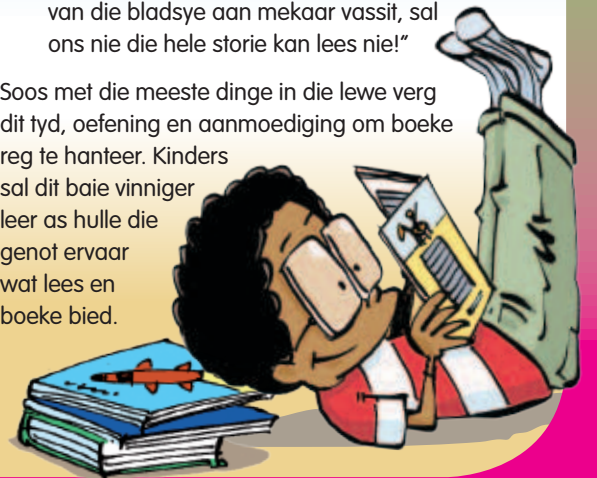 van die bladsye aan mekaar vassit, sal
ons nie die hele storie kan lees nie!”
Soos met die meeste dinge in die lewe verg
dit tyd, oefening en aanmoediging om boeke
reg te hanteer. Kinders
sal dit baie vinniger
leer as hulle die
genot ervaar
wat lees en
boeke bied.